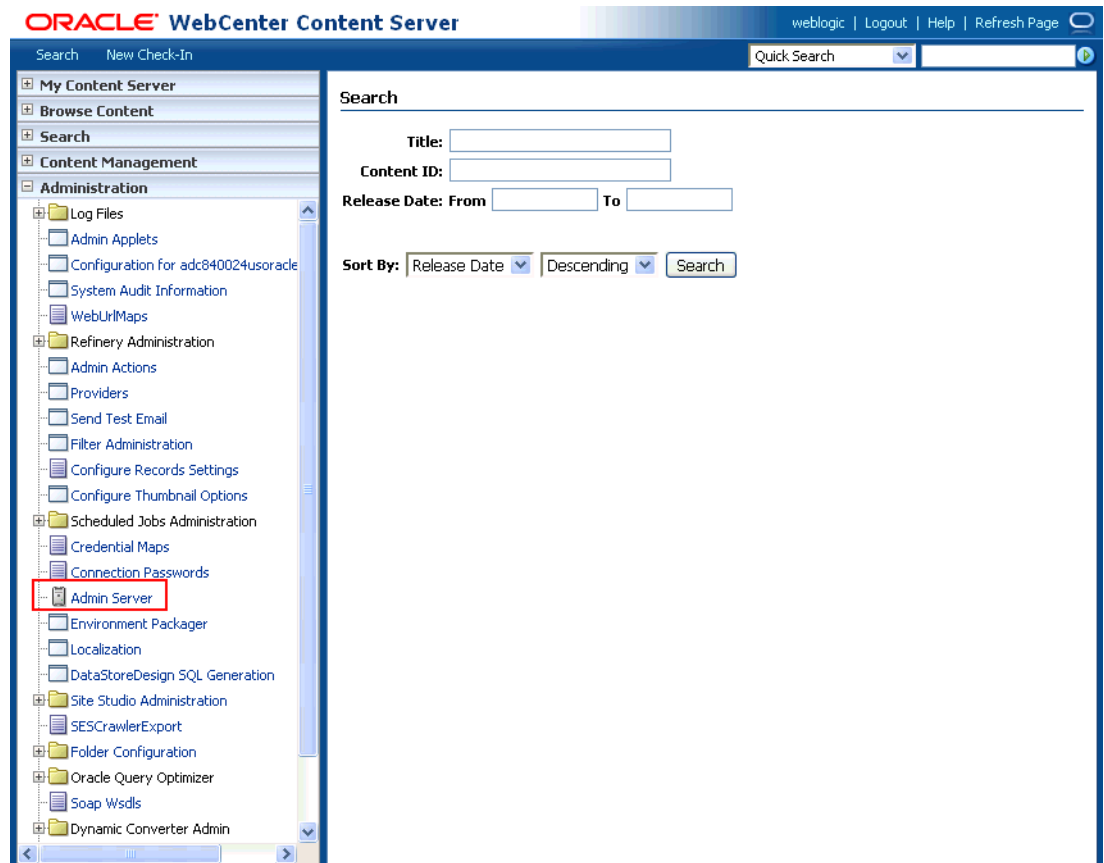 ORACLE WebCenter Content Server
weblogic | Logout | Help | Refresh Page
Search New Check-In
Quick Search
My Content Server
Browse Content
Search
Content Management
Administration
Log Files
Admin Applets
Configuration for adc840024usoracle
System Audit Information
WebUrlMaps
Refinery Administration
Admin Actions
Providers
Send Test Email
Filter Administration
Configure Records Settings
Configure Thumbnail Options
Scheduled Jobs Administration
Credential Maps
Connection Passwords
Admin Server
Environment Packager
Localization
DataStoreDesign SQL Generation
Site Studio Administration
SESCrawlerExport
Folder Configuration
Oracle Query Optimizer
Soap Wsdls
Dynamic Converter Admin
Search
Title:
Content ID:
Release Date: From To
Sort By: Release Date Descending Search